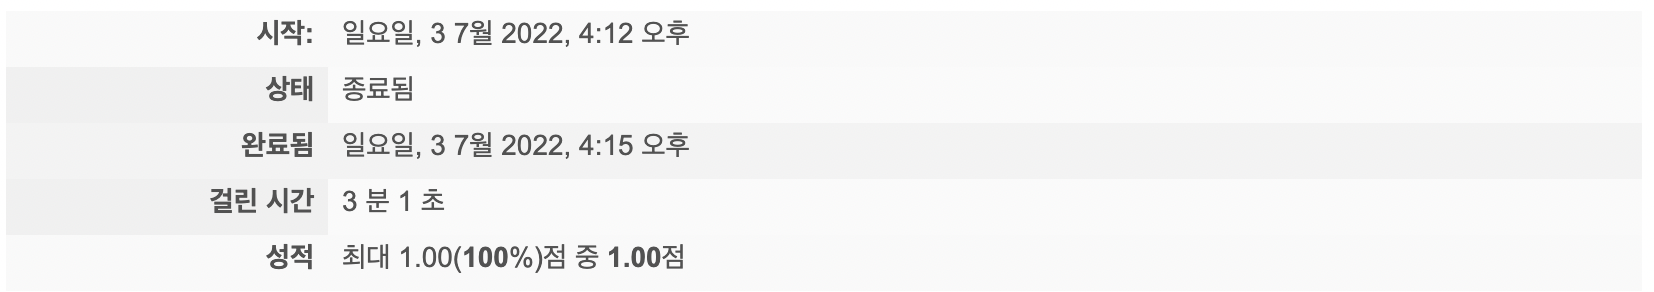 시작: 일요일, 3 7월 2022, 4:12 오후
상태 종료됨
완료됨 일요일, 3 7월 2022, 4:15 오후
걸린 시간 3 분 1 초
성적 최대 1.00(100%)점 중 1.00점